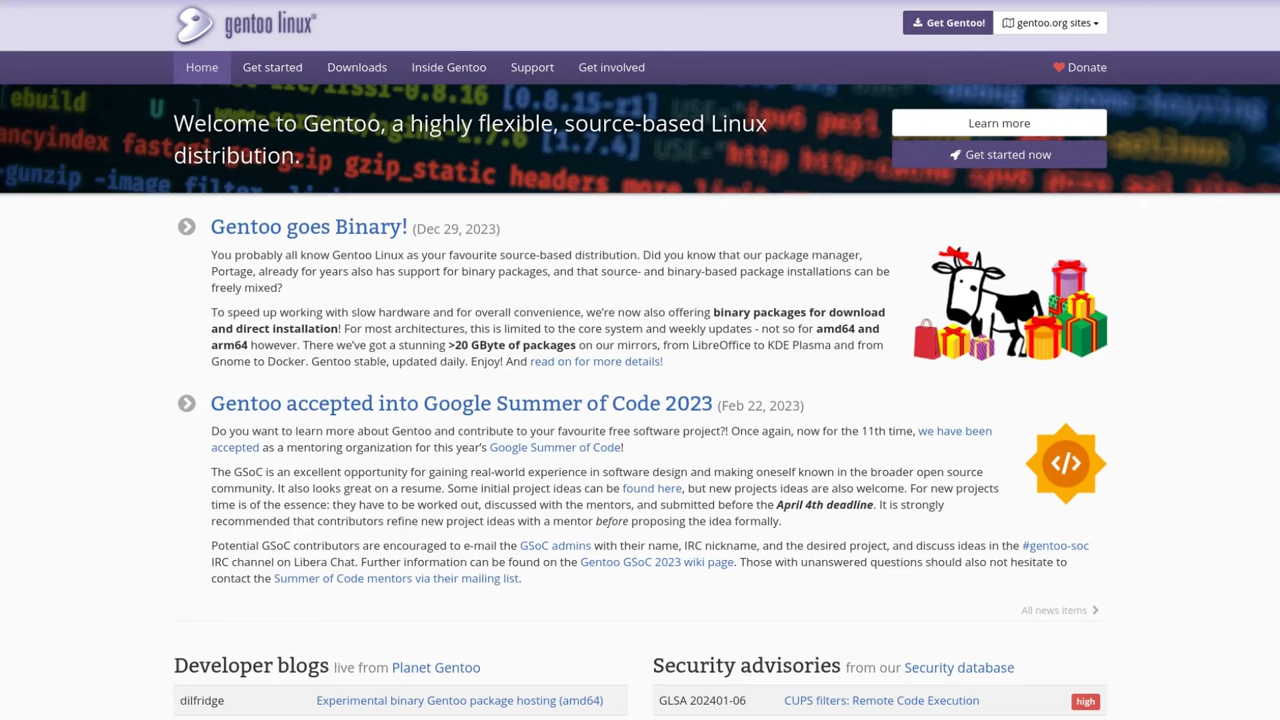 gentoo linux
Get Gentoo!
gentoo.org sites
Home
Get started
Downloads
Inside Gentoo
Support
Get involved
Donate
Welcome to Gentoo, a highly flexible, source-based Linux
distribution.
Learn more
Get started now
Gentoo goes Binary! (Dec 29, 2023)
You probably all know Gentoo Linux as your favourite source-based distribution. Did you know that our package manager,
Portage, already for years also has support for binary packages, and that source- and binary-based package installations can be
freely mixed?
To speed up working with slow hardware and for overall convenience, we're now also offering binary packages for download
and direct installation! For most architectures, this is limited to the core system and weekly updates - not so for amd64 and
arm64 however. There we've got a stunning >20 GByte of packages on our mirrors, from LibreOffice to KDE Plasma and from
Gnome to Docker. Gentoo stable, updated daily. Enjoy! And read on for more details!
Gentoo accepted into Google Summer of Code 2023 (Feb 22, 2023)
Do you want to learn more about Gentoo and contribute to your favourite free software project?! Once again, now for the 11th time, we have been
accepted as a mentoring organization for this year's Google Summer of Code!
The GSoC is an excellent opportunity for gaining real-world experience in software design and making oneself known in the broader open source
community. It also looks great on a resume. Some initial project ideas can be found here, but new projects ideas are also welcome. For new projects
time is of the essence: they have to be worked out, discussed with the mentors, and submitted before the April 4th deadline. It is strongly
recommended that contributors refine new project ideas with a mentor before proposing the idea formally.
Potential GSoC contributors are encouraged to e-mail the GSoC admins with their name, IRC nickname, and the desired project, and discuss ideas in the #gentoo-soc
IRC channel on Libera Chat. Further information can be found on the Gentoo GSoC 2023 wiki page. Those with unanswered questions should also not hesitate to
contact the Summer of Code mentors via their mailing list.
All news items
Developer blogs live from Planet Gentoo
dilfridge Experimental binary Gentoo package hosting (amd64)
Security advisories from our Security database
GLSA 202401-06 CUPS filters: Remote Code Execution high